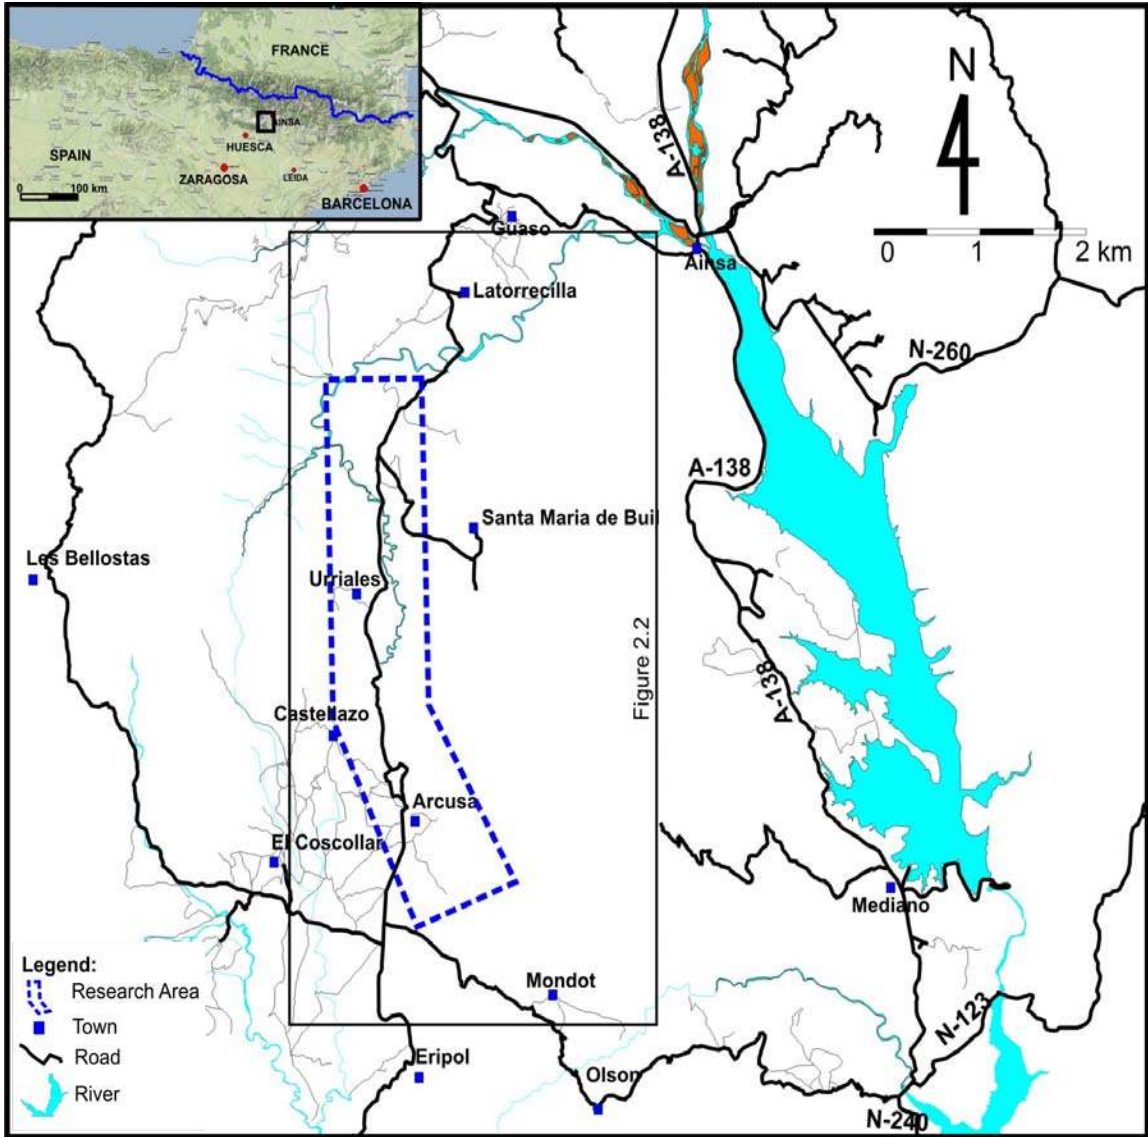 FRANCE
AINSA
HUESCA
SPAIN
ZARAGOSA
LEIDA
0 100 km
BARCELONA
A-138
N
0 1 2 km
Guaso
Ainsa
Latorrecilla
N-260
A-138
Santa Maria de Buil
Les Bellostas
Urriales
Figure 2.2
A-138
Castellazo
Arcusa
El Coscollar
Mediano
Legend:
Research Area
Town
Road
River
Mondot
N-123
Eripol
Olson
N-240